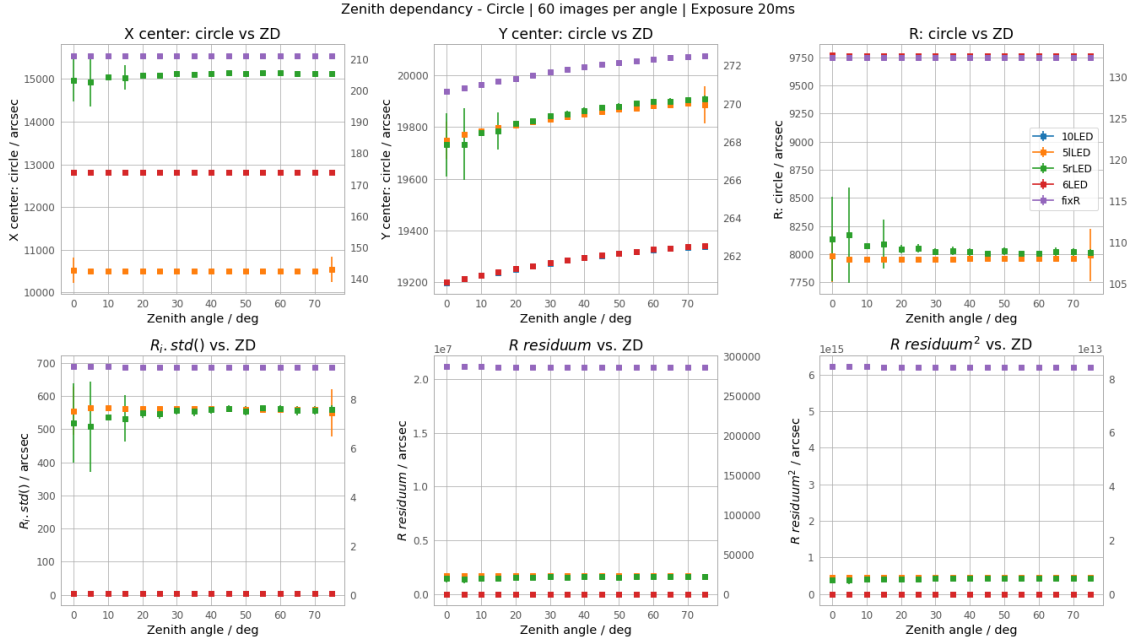 Zenith dependancy - Circle | 60 images per angle | Exposure 20ms
X center: circle vs ZD
X center: circle / arcsec
15000
14000
13000
12000
11000
10000
210
200
190
180
170
160
150
140
0 10 20 30 40 50 60 70
Zenith angle / deg
Y center: circle vs ZD
Y center: circle / arcsec
20000
19800
19600
19400
19200
272
270
268
266
264
262
0 10 20 30 40 50 60 70
Zenith angle / deg
R: circle vs ZD
R: circle / arcsec
9750
9500
9250
9000
8750
8500
8250
8000
7750
130
125
120
115
110
105
10LED
5lLED
5rLED
6LED
fixR
0 10 20 30 40 50 60 70
Zenith angle / deg
R_i.std() vs. ZD
R_i.std() / arcsec
700
600
500
400
300
200
100
0
8
6
4
2
0
0 10 20 30 40 50 60 70
Zenith angle / deg
R residuum vs. ZD
1e7
R residuum / arcsec
2.0
1.5
1.0
0.5
0.0
300000
250000
200000
150000
100000
50000
0
0 10 20 30 40 50 60 70
Zenith angle / deg
R residuum² vs. ZD
1e15
1e13
R residuum² / arcsec
6
5
4
3
2
1
0
8
6
4
2
0
0 10 20 30 40 50 60 70
Zenith angle / deg